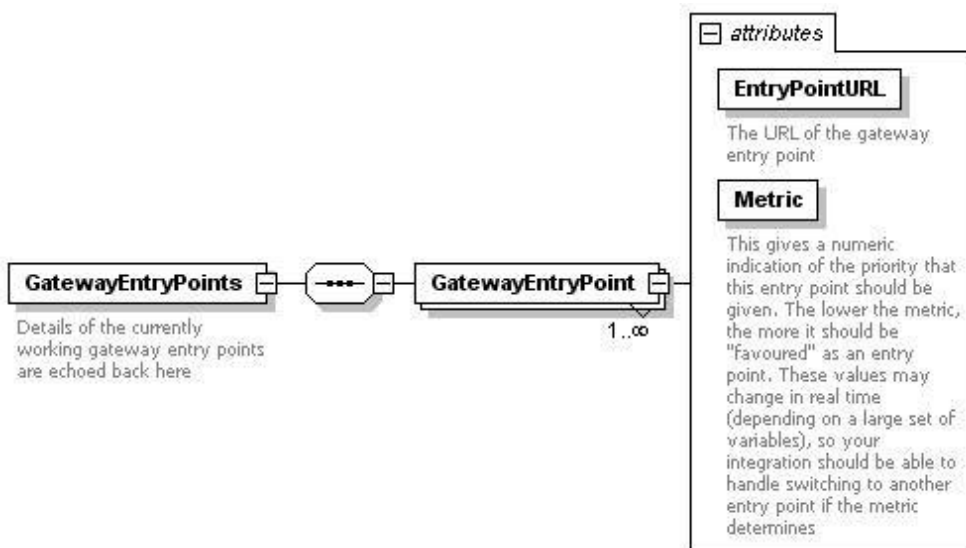 attributes
EntryPointURL
The URL of the gateway
entry point
Metric
This gives a numeric
indication of the priority that
this entry point should be
given. The lower the metric,
the more it should be
"favoured" as an entry
point. These values may
change in real time
(depending on a large set of
variables), so your
integration should be able to
handle switching to another
entry point if the metric
determines
GatewayEntryPoints
Details of the currently
working gateway entry points
are echoed back here
GatewayEntryPoint
1..∞